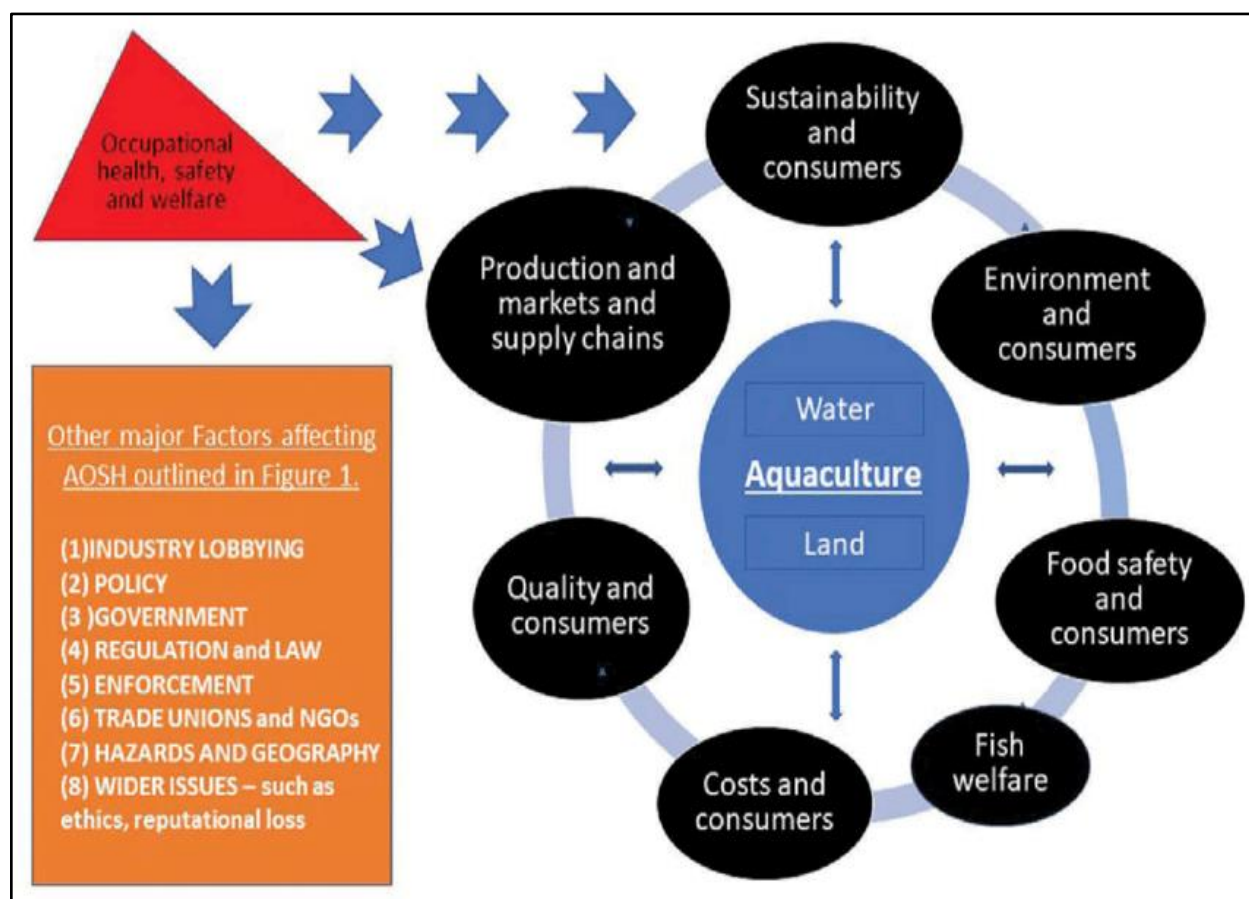 Occupational
health, safety
and welfare
Other major Factors affecting
AOSH outlined in Figure 1.
(1)INDUSTRY LOBBYING
(2) POLICY
(3 )GOVERNMENT
(4) REGULATION and LAW
(5) ENFORCEMENT
(6) TRADE UNIONS and NGOs
(7) HAZARDS AND GEOGRAPHY
(8) WIDER ISSUES – such as
ethics, reputational loss
Sustainability
and
consumers
Environment
and
consumers
Food safety
and
consumers
Fish
welfare
Costs and
consumers
Quality and
consumers
Production and
markets and
supply chains
Water
Aquaculture
Land